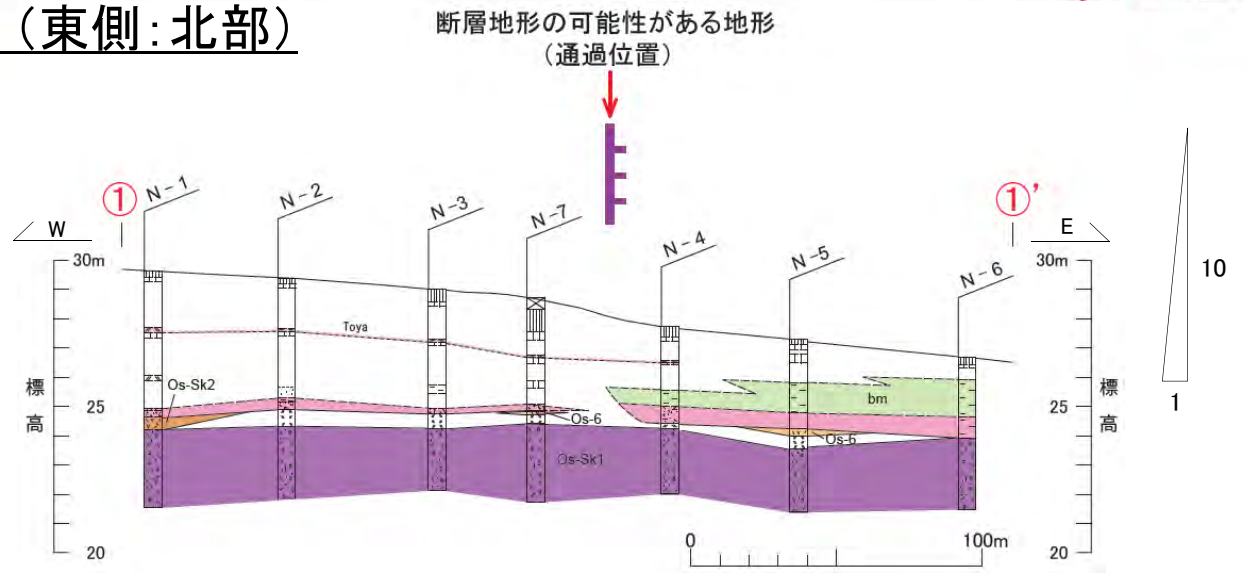 （東側：北部）
断層地形の可能性がある地形
（通過位置）
① N-1 N-2 N-3 N-7 N-4 N-5 N-6 ①'
W
E
30m
30m
10
1
Toya
Os-Sk2
標高
25
bm
25
標高
Os-6
Os-6
Os-Sk1
0 100m
20
20